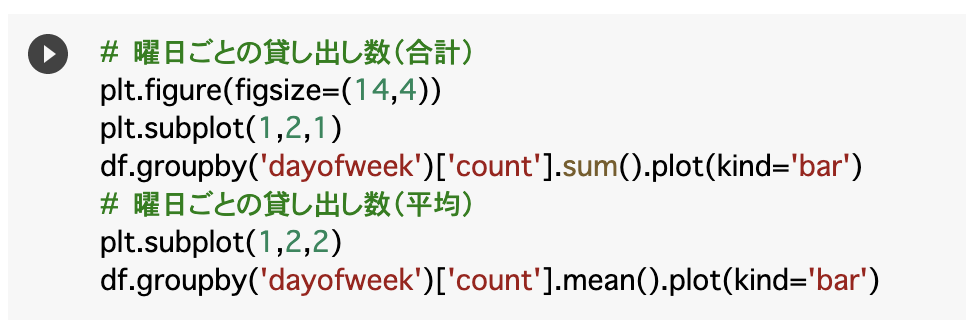 # 曜日ごとの貸し出し数(合計)
plt.figure(figsize=(14,4))
plt.subplot(1,2,1)
df.groupby('dayofweek')['count'].sum().plot(kind='bar')
# 曜日ごとの貸し出し数(平均)
plt.subplot(1,2,2)
df.groupby('dayofweek')['count'].mean().plot(kind='bar')